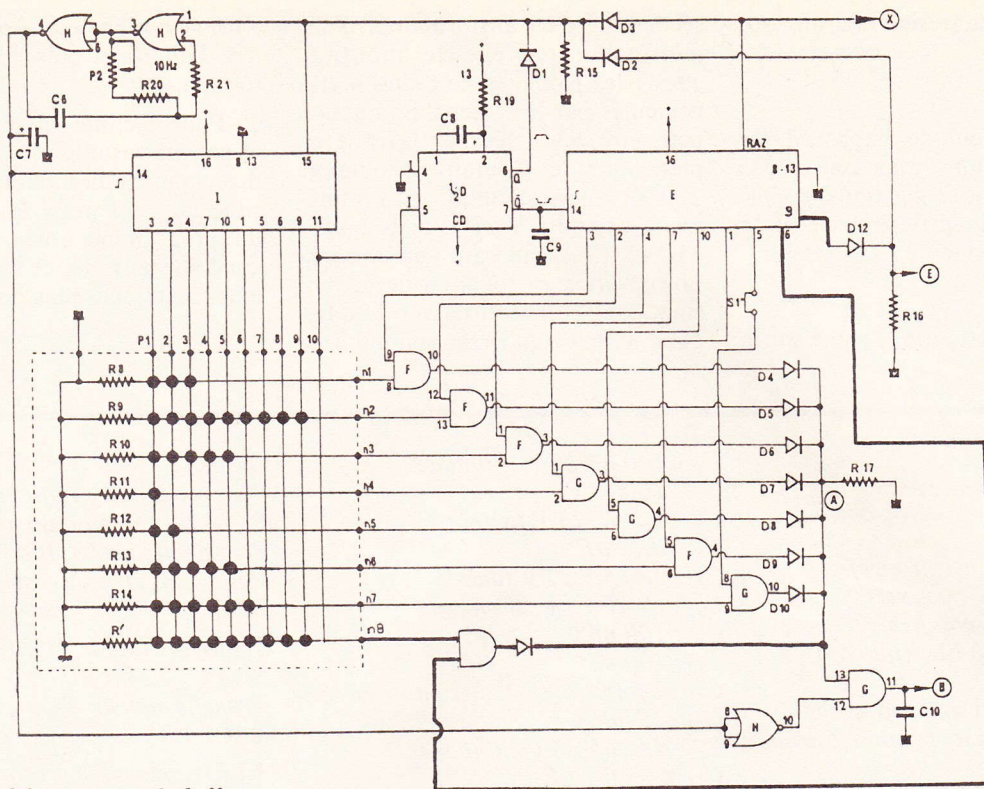 4 H 3 H 1
6 2
10 Hz
P2 R20 R21
C6
C7
14 16 8 13 15
I
3 2 4 7 10 1 5 6 9 11
13
R19
C8
1 2
4 ½D 6 Q
5 7 Q̄
CD
C9
D1
R15
D3
D2
X
16 RAZ
8-13
14 E 9
3 2 4 7 10 1 5 6
D12
E
R16
S1
P1 2 3 4 5 6 7 8 9 10
R8 n1 9 F 10 D4
8
R9 n2 12 F 11 D5
13
R10 n3 1 F 3 D6
2
R11 n4 1 G 3 D7
2
R17
A
R12 n5 5 G 4 D8
6
R13 n6 5 F 4 D9
6
R14 n7 8 G 10 D10
9
R' n8
13 G 11 B
12
C10
8 H 10
9